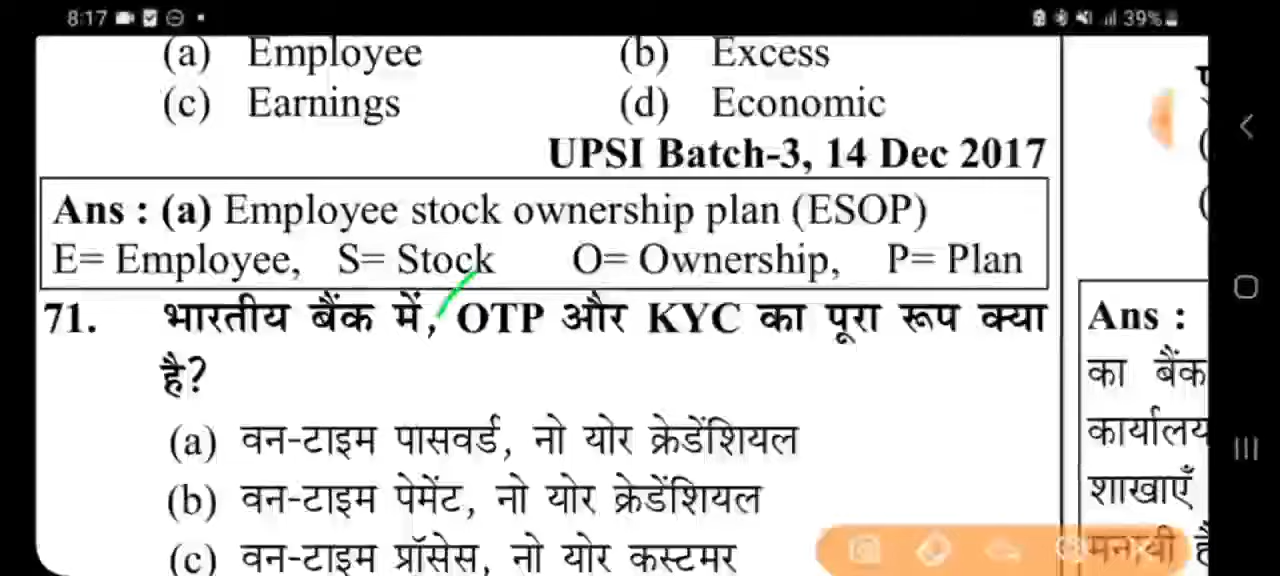 8:17
39%
(a) Employee (b) Excess
(c) Earnings (d) Economic
UPSI Batch-3, 14 Dec 2017
Ans : (a) Employee stock ownership plan (ESOP)
E= Employee, S= Stock O= Ownership, P= Plan
71. भारतीय बैंक में, OTP और KYC का पूरा रूप क्या
है?
(a) वन-टाइम पासवर्ड, नो योर क्रेडेंशियल
(b) वन-टाइम पेमेंट, नो योर क्रेडेंशियल
(c) वन-टाइम प्रॉसेस, नो योर कस्टमर
Ans :
का बैंक
कार्यालय
शाखाएँ